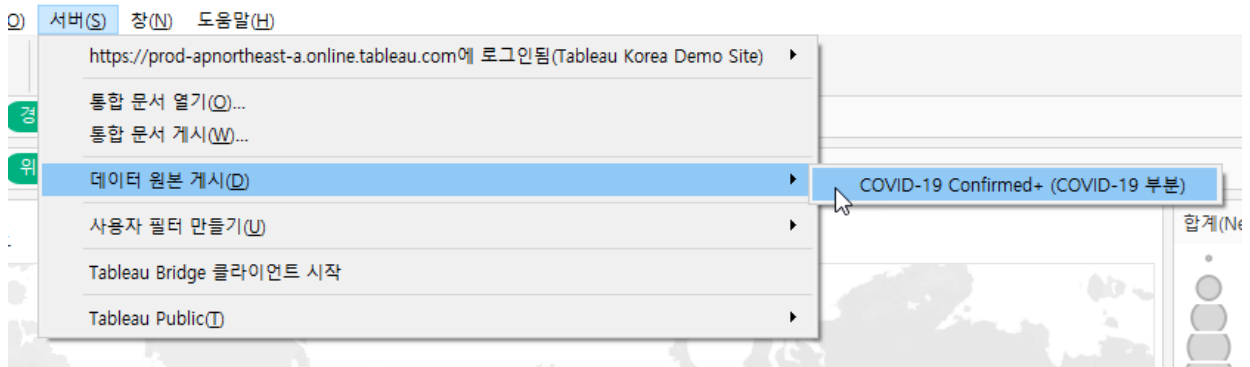 O) 서버(S) 창(N) 도움말(H)
https://prod-apnortheast-a.online.tableau.com에 로그인됨(Tableau Korea Demo Site)
통합 문서 열기(O)...
경
통합 문서 게시(W)...
위
데이터 원본 게시(D)
COVID-19 Confirmed+ (COVID-19 부분)
사용자 필터 만들기(U)
합계(Ne
Tableau Bridge 클라이언트 시작
Tableau Public(T)